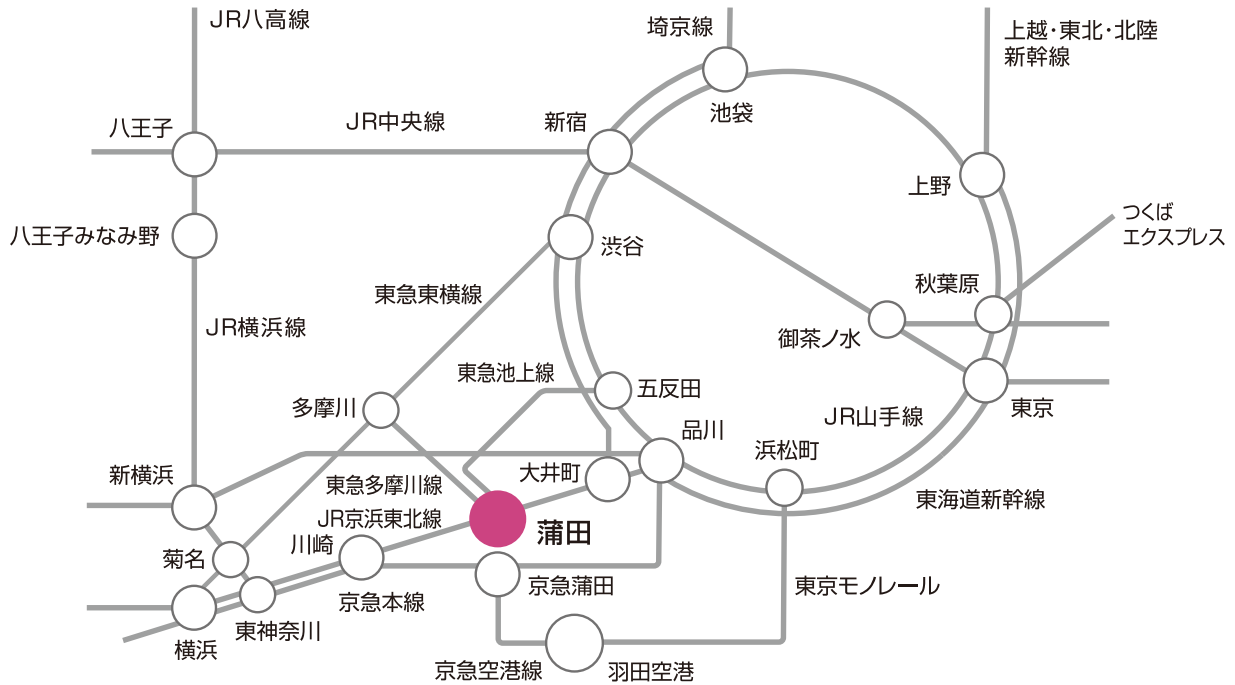 JR八高線
埼京線
上越・東北・北陸
新幹線
八王子
JR中央線
新宿
池袋
上野
八王子みなみ野
渋谷
つくば
エクスプレス
東急東横線
秋葉原
JR横浜線
御茶ノ水
東急池上線
五反田
多摩川
JR山手線
東京
品川
浜松町
新横浜
大井町
東急多摩川線
東海道新幹線
JR京浜東北線
蒲田
川崎
菊名
京急蒲田
東京モノレール
京急本線
東神奈川
横浜
京急空港線
羽田空港